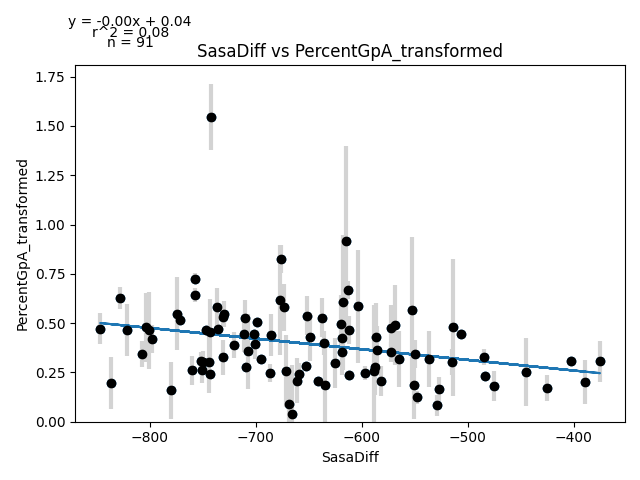 y = -0.00x + 0.04
r^2 = 0.08
n = 91
SasaDiff vs PercentGpA_transformed
PercentGpA_transformed
1.75
1.50
1.25
1.00
0.75
0.50
0.25
0.00
−800 −700 −600 −500 −400
SasaDiff